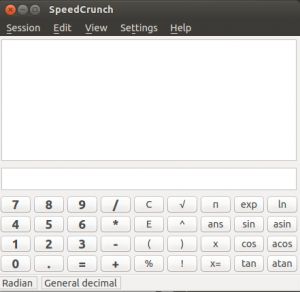 SpeedCrunch
Session Edit View Settings Help
7 8 9 / C √ π exp ln
4 5 6 * E ^ ans sin asin
1 2 3 - ( ) x cos acos
0 . = + % ! x= tan atan
Radian General decimal